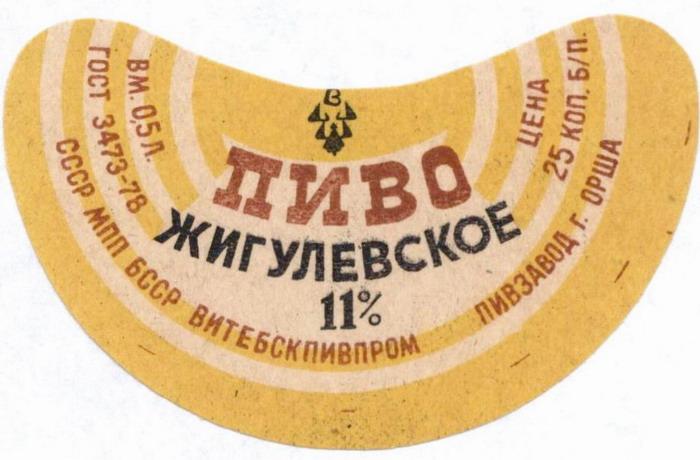 В
ПИВО
ЖИГУЛЕВСКОЕ
11%
ВМ. 0,5 Л.
ГОСТ 3473-78
СССР МПП БССР ВИТЕБСКПИВПРОМ
ЦЕНА
25 КОП. Б/П.
ПИВЗАВОД г. ОРША